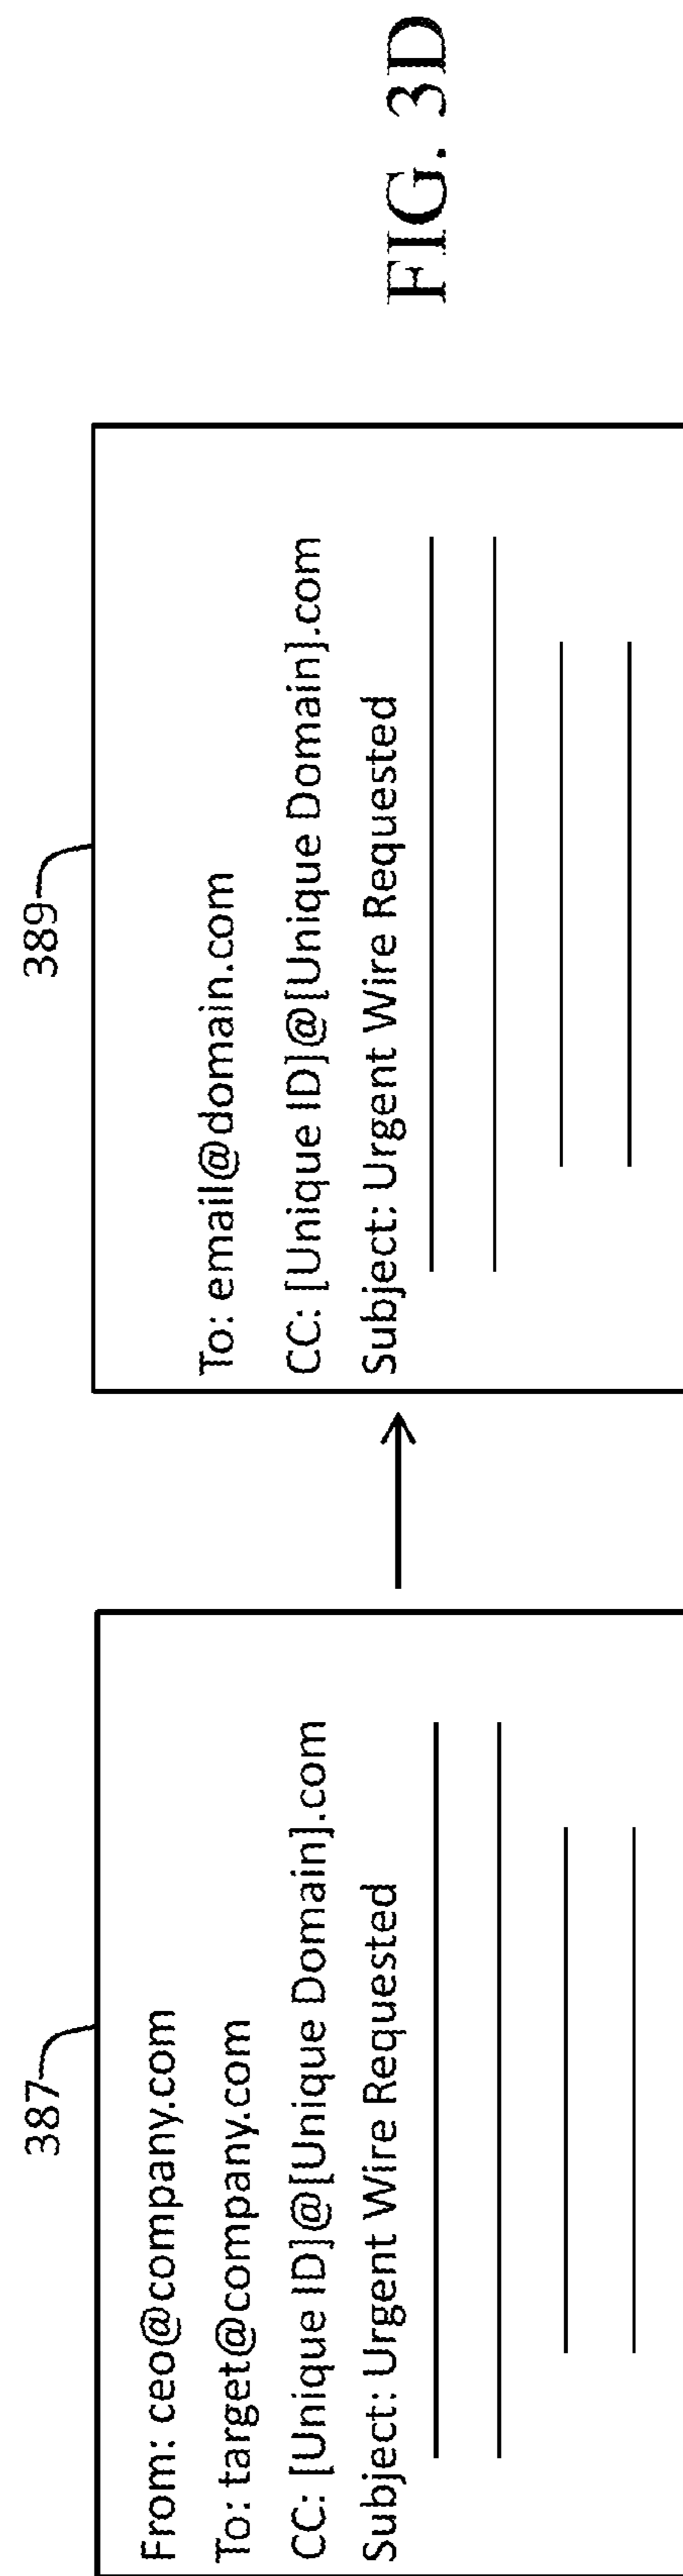 387
From: ceo@company.com
To: target@company.com
CC: [Unique ID]@[Unique Domain].com
Subject: Urgent Wire Requested
389
To: email@domain.com
CC: [Unique ID]@[Unique Domain].com
Subject: Urgent Wire Requested
FIG. 3D